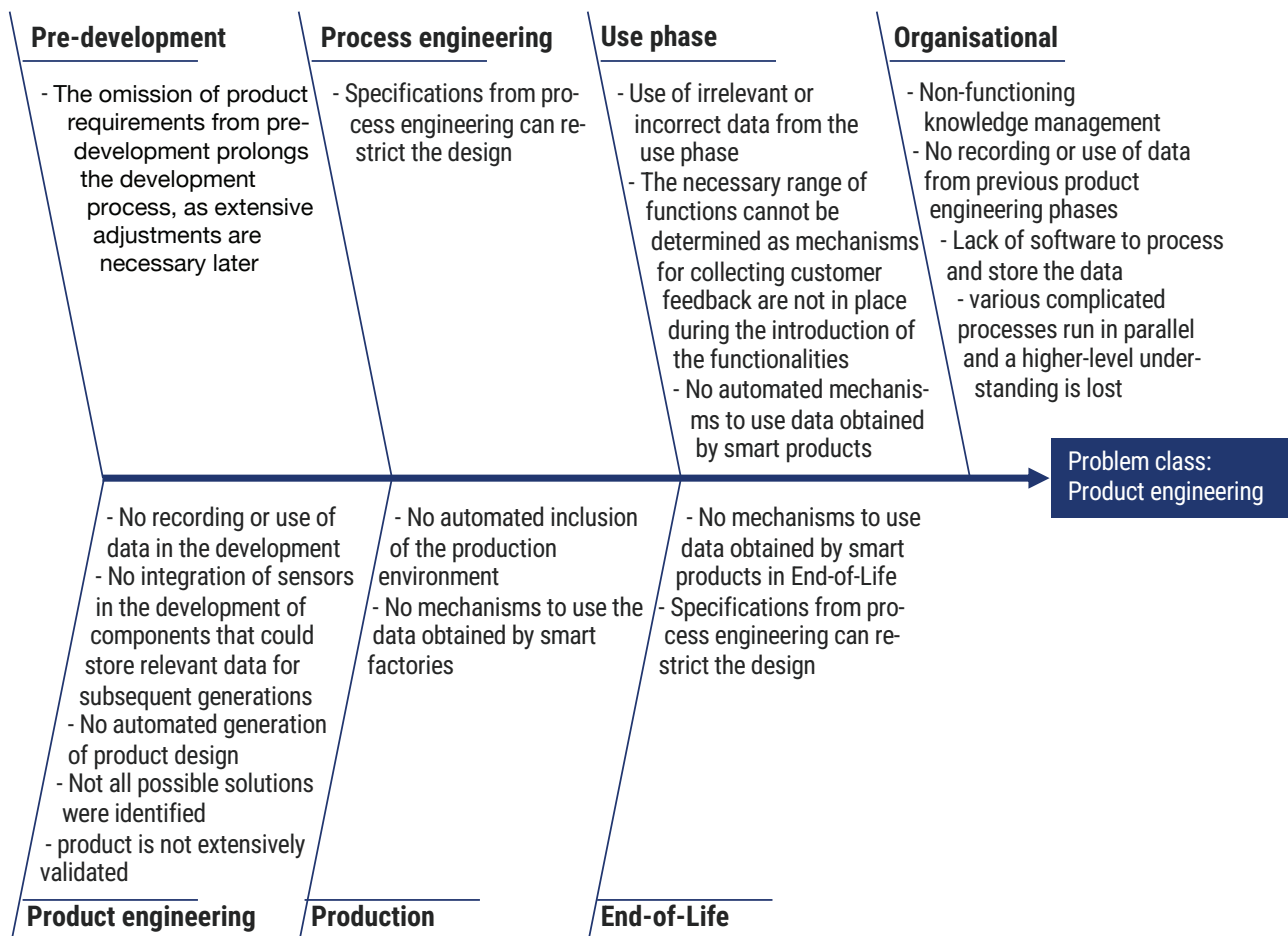 Pre-development
- The omission of product
requirements from pre-
development prolongs
the development
process, as extensive
adjustments are
necessary later
Process engineering
- Specifications from pro-
cess engineering can re-
strict the design
Use phase
- Use of irrelevant or
incorrect data from the
use phase
- The necessary range of
functions cannot be
determined as mechanisms
for collecting customer
feedback are not in place
during the introduction of
the functionalities
- No automated mechanis-
ms to use data obtained
by smart products
Organisational
- Non-functioning
knowledge management
- No recording or use of data
from previous product
engineering phases
- Lack of software to process
and store the data
- various complicated
processes run in parallel
and a higher-level under-
standing is lost
Problem class:
Product engineering
- No recording or use of
data in the development
- No integration of sensors
in the development of
components that could
store relevant data for
subsequent generations
- No automated generation
of product design
- Not all possible solutions
were identified
- product is not extensively
validated
Product engineering
- No automated inclusion
of the production
environment
- No mechanisms to use the
data obtained by smart
factories
Production
- No mechanisms to use
data obtained by smart
products in End-of-Life
- Specifications from pro-
cess engineering can re-
strict the design
End-of-Life